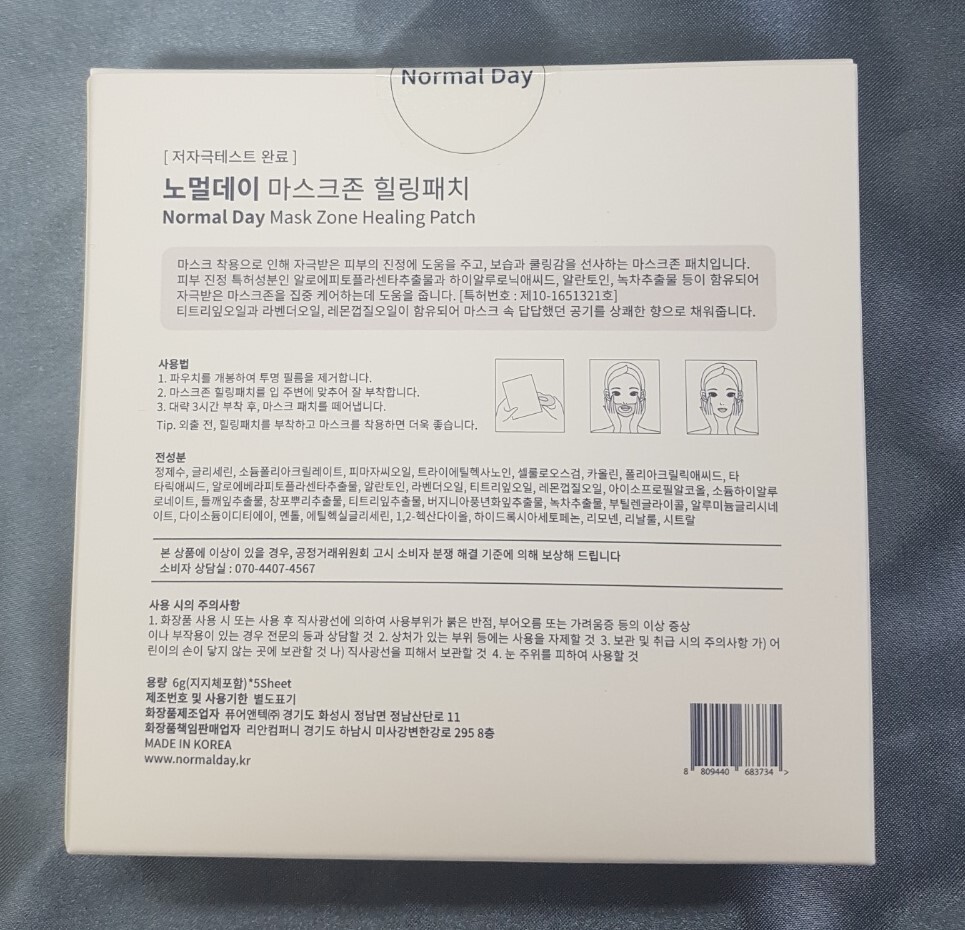 Normal Day
[ 저자극테스트 완료 ]
노멀데이 마스크존 힐링패치
Normal Day Mask Zone Healing Patch
마스크 착용으로 인해 자극받은 피부의 진정에 도움을 주고, 보습과 쿨링감을 선사하는 마스크존 패치입니다.
피부 진정 특허성분인 알로에피토플라센타추출물과 하이알루로닉애씨드, 알란토인, 녹차추출물 등이 함유되어
자극받은 마스크존을 집중 케어하는데 도움을 줍니다. [특허번호 : 제10-1651321호]
티트리잎오일과 라벤더오일, 레몬껍질오일이 함유되어 마스크 속 답답했던 공기를 상쾌한 향으로 채워줍니다.
사용법
1. 파우치를 개봉하여 투명 필름을 제거합니다.
2. 마스크존 힐링패치를 입 주변에 맞추어 잘 부착합니다.
3. 대략 3시간 부착 후, 마스크 패치를 떼어냅니다.
Tip. 외출 전, 힐링패치를 부착하고 마스크를 착용하면 더욱 좋습니다.
전성분
정제수, 글리세린, 소듐폴리아크릴레이트, 피마자씨오일, 트라이에틸헥사노인, 셀룰로오스검, 카올린, 폴리아크릴릭애씨드, 타
타릭애씨드, 알로에베라피토플라센타추출물, 알란토인, 라벤더오일, 티트리잎오일, 레몬껍질오일, 아이소프로필알코올, 소듐하이알루
로네이트, 들깨잎추출물, 창포뿌리추출물, 티트리잎추출물, 버지니아풍년화잎추출물, 녹차추출물, 부틸렌글라이콜, 알루미늄글리시네
이트, 다이소듐이디티에이, 멘톨, 에틸헥실글리세린, 1,2-헥산다이올, 하이드록시아세토페논, 리모넨, 리날룰, 시트랄
본 상품에 이상이 있을 경우, 공정거래위원회 고시 소비자 분쟁 해결 기준에 의해 보상해 드립니다
소비자 상담실 : 070-4407-4567
사용 시의 주의사항
1. 화장품 사용 시 또는 사용 후 직사광선에 의하여 사용부위가 붉은 반점, 부어오름 또는 가려움증 등의 이상 증상
이나 부작용이 있는 경우 전문의 등과 상담할 것 2. 상처가 있는 부위 등에는 사용을 자제할 것 3. 보관 및 취급 시의 주의사항 가) 어
린이의 손이 닿지 않는 곳에 보관할 것 나) 직사광선을 피해서 보관할 것 4. 눈 주위를 피하여 사용할 것
용량 6g(지지체포함)*5Sheet
제조번호 및 사용기한 별도표기
화장품제조업자 퓨어앤텍㈜ 경기도 화성시 정남면 정남산단로 11
화장품책임판매업자 리안컴퍼니 경기도 하남시 미사강변한강로 295 8층
MADE IN KOREA
www.normalday.kr
8 809440 683734 >